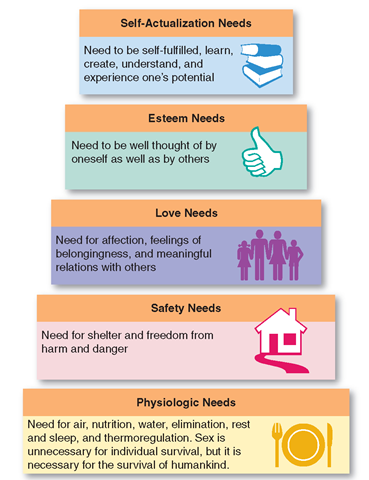 Self-Actualization Needs
Need to be self-fulfilled, learn,
create, understand, and
experience one's potential
Esteem Needs
Need to be well thought of by
oneself as well as by others
Love Needs
Need for affection, feelings of
belongingness, and meaningful
relations with others
Safety Needs
Need for shelter and freedom from
harm and danger
Physiologic Needs
Need for air, nutrition, water, elimination, rest
and sleep, and thermoregulation. Sex is
unnecessary for individual survival, but it is
necessary for the survival of humankind.